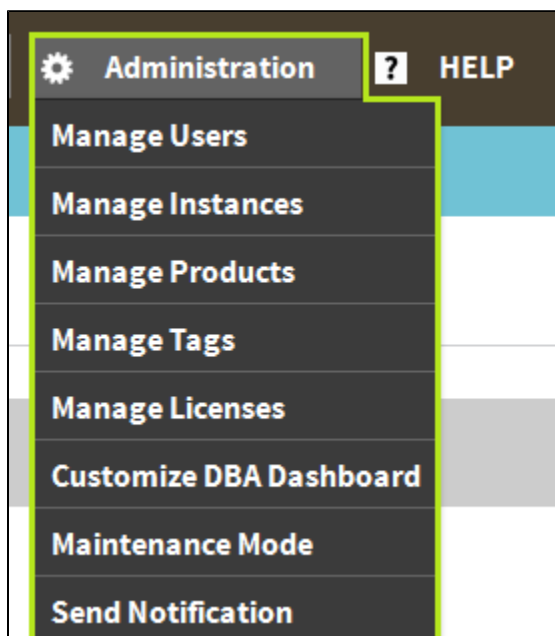 Administration ? HELP
Manage Users
Manage Instances
Manage Products
Manage Tags
Manage Licenses
Customize DBA Dashboard
Maintenance Mode
Send Notification